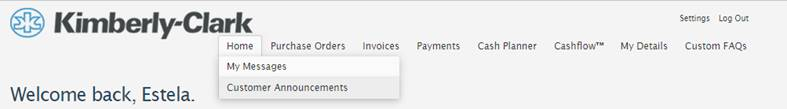 Kimberly-Clark
Settings Log Out
Home Purchase Orders Invoices Payments Cash Planner Cashflow™ My Details Custom FAQs
My Messages
Customer Announcements
Welcome back, Estela.